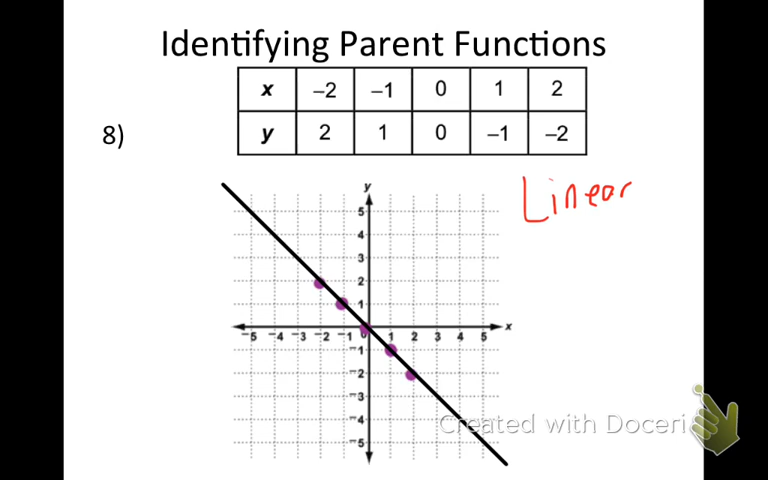 Identifying Parent Functions
x –2 –1 0 1 2
8)
y 2 1 0 –1 –2
Linear
y
5
4
3
2
1
–5 –4 –3 –2 –1 0 1 2 3 4 5 x
–1
–2
–3
–4
–5
Created with Doceri